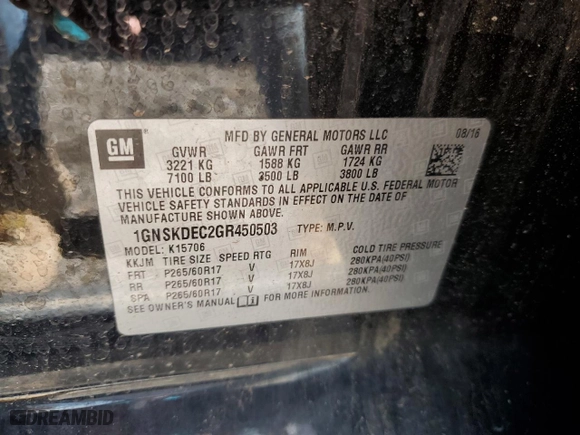 GM
MFD BY GENERAL MOTORS LLC 08/16
GVWR GAWR FRT GAWR RR
3221 KG 1588 KG 1724 KG
7100 LB 3500 LB 3800 LB
THIS VEHICLE CONFORMS TO ALL APPLICABLE U.S. FEDERAL MOTOR
VEHICLE SAFETY STANDARDS IN EFFECT ON THE DATE OF
MANUFACTURE SHOWN ABOVE.
1GNSKDEC2GR450503 TYPE: M.P.V.
MODEL: K15706
KKJM TIRE SIZE SPEED RTG RIM COLD TIRE PRESSURE
FRT P265/60R17 V 17X8J 280KPA(40PSI)
RR P265/60R17 V 17X8J 280KPA(40PSI)
SPA P265/60R17 V 17X8J 280KPA(40PSI)
SEE OWNER'S MANUAL FOR MORE INFORMATION.
DREAMBID